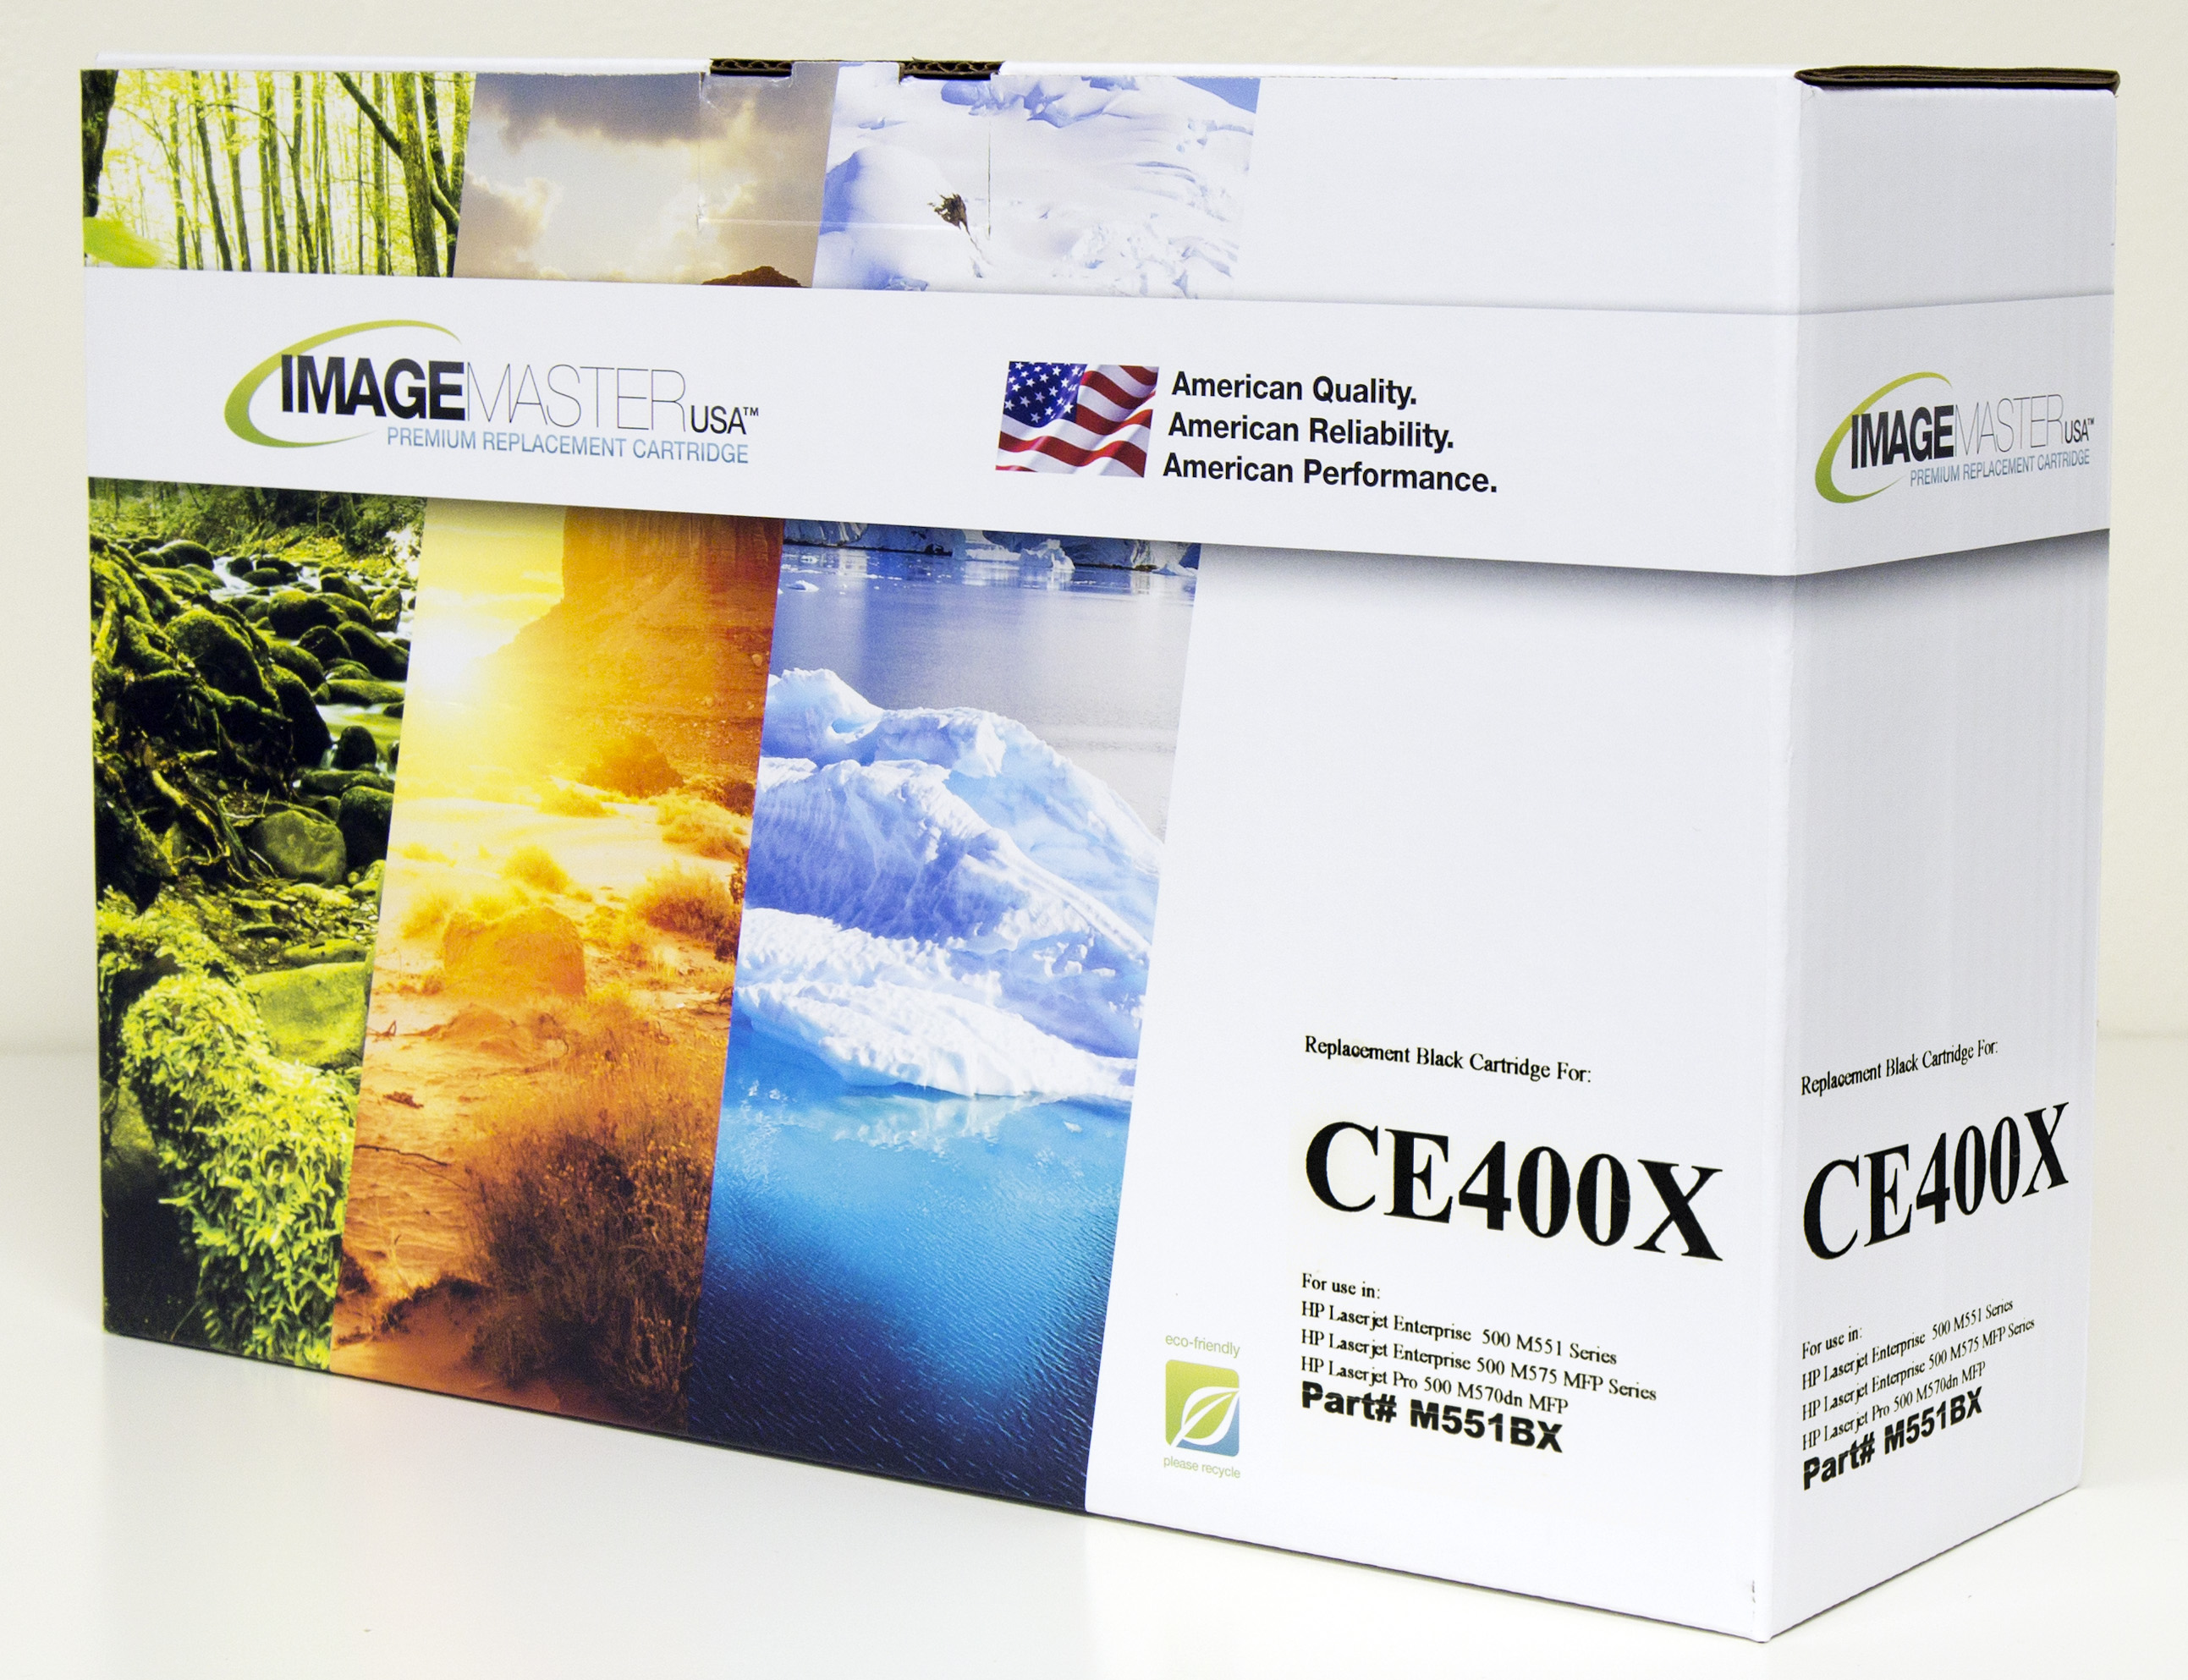 IMAGEMASTERUSA™
PREMIUM REPLACEMENT CARTRIDGE
American Quality.
American Reliability.
American Performance.
Replacement Black Cartridge For:
CE400X
For use in:
HP Laserjet Enterprise 500 M551 Series
HP Laserjet Enterprise 500 M575 MFP Series
HP Laserjet Pro 500 M570dn MFP
Part# M551BX
eco-friendly
please recycle
IMAGEMASTERUSA™
PREMIUM REPLACEMENT CARTRIDGE
Replacement Black Cartridge For:
CE400X
For use in:
HP Laserjet Enterprise 500 M551 Series
HP Laserjet Enterprise 500 M575 MFP Series
HP Laserjet Pro 500 M570dn MFP
Part# M551BX